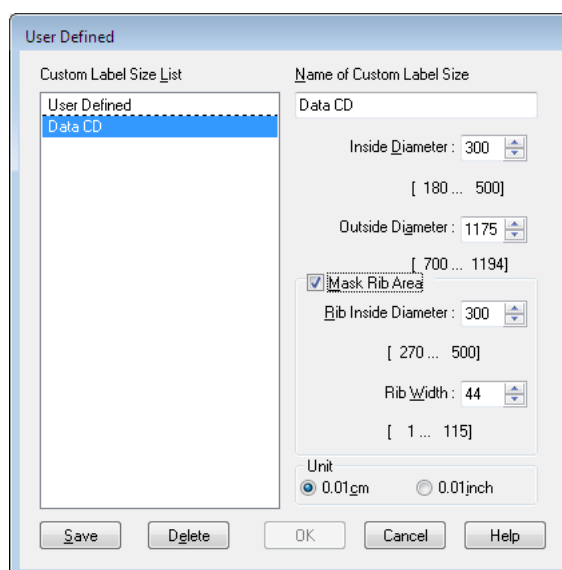 User Defined
Custom Label Size List
User Defined
Data CD
Name of Custom Label Size
Data CD
Inside Diameter : 300
[ 180 ... 500]
Outside Diameter : 1175
[ 700 ... 1194]
Mask Rib Area
Rib Inside Diameter : 300
[ 270 ... 500]
Rib Width : 44
[ 1 ... 115]
Unit
0.01cm 0.01inch
Save Delete OK Cancel Help